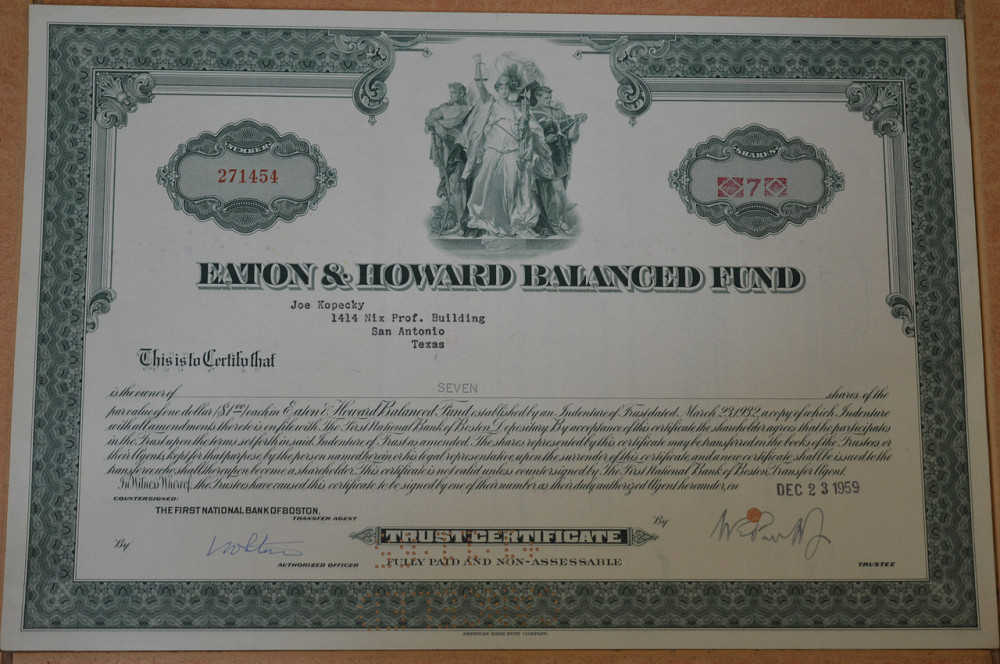 NUMBER
271454
SHARES
7
EATON & HOWARD BALANCED FUND
Joe Kopecky
1414 Nix Prof. Building
San Antonio
Texas
This is to Certify that
is the owner of SEVEN shares of the
par value of one dollar ($1.00) each in Eaton & Howard Balanced Fund, established by an Indenture of Trust dated March 23, 1932, a copy of which Indenture
with all amendments thereto is on file with The First National Bank of Boston, Depositary. By acceptance of this certificate the shareholder agrees that he participates
in the Trust upon the terms set forth in said Indenture of Trust as amended. The shares represented by this certificate may be transferred on the books of the Trustees or
their Agents, kept for that purpose, by the person named herein or his legal representative, upon the surrender of this certificate, and a new certificate shall be issued to the
transferee who shall thereupon become a shareholder. This certificate is not valid unless countersigned by The First National Bank of Boston, Transfer Agent.
In Witness Whereof, the Trustees have caused this certificate to be signed by one of their number as their duly authorized Agent hereunder, on DEC 23 1959
COUNTERSIGNED:
THE FIRST NATIONAL BANK OF BOSTON,
TRANSFER AGENT
By
AUTHORIZED OFFICER
TRUST CERTIFICATE
FULLY PAID AND NON-ASSESSABLE
By
TRUSTEE
AMERICAN BANK NOTE COMPANY